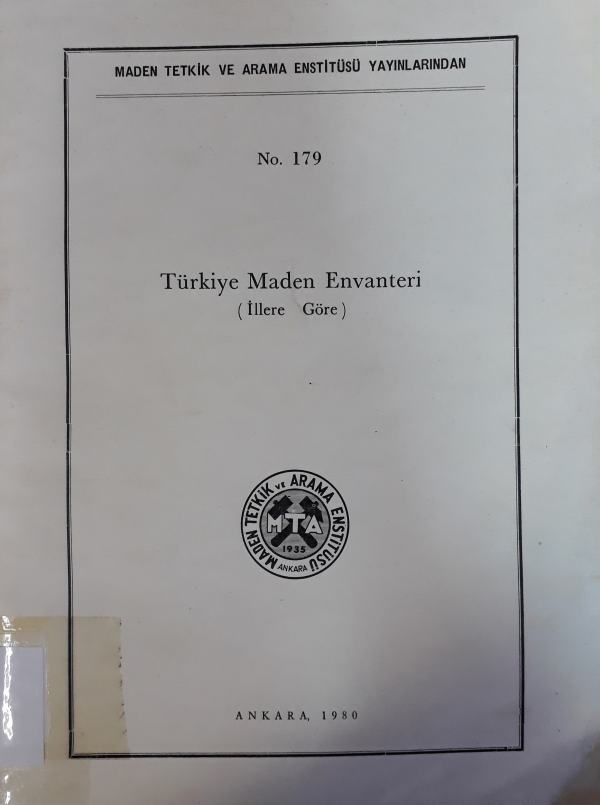 MADEN TETKİK VE ARAMA ENSTİTÜSÜ YAYINLARINDAN
No. 179
Türkiye Maden Envanteri
( İllere Göre )
MADEN TETKİK VE ARAMA ENSTİTÜSÜ
MTA
1935
ANKARA
ANKARA, 1980